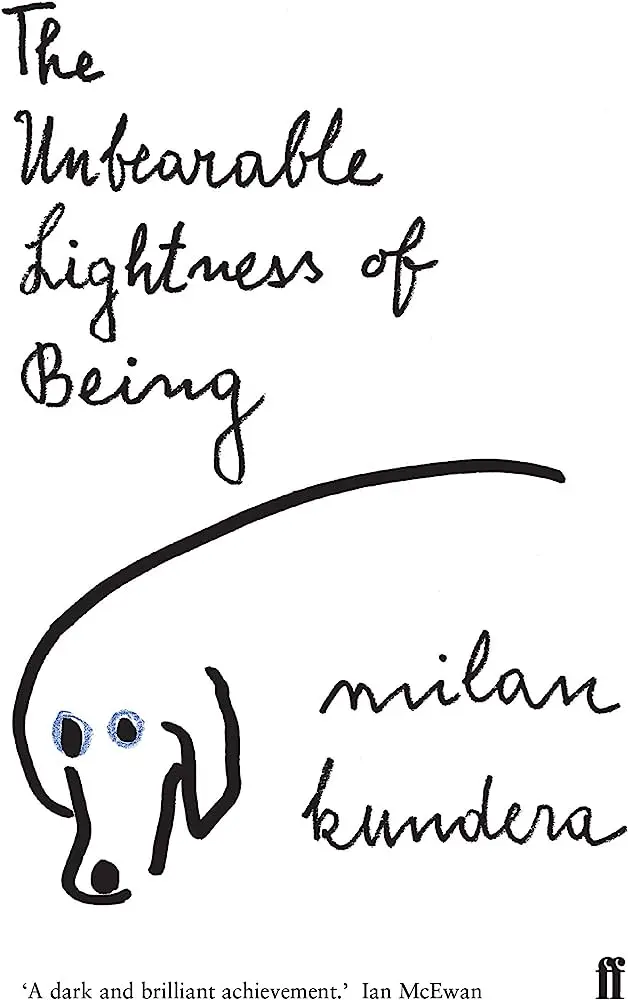 The
Unbearable
Lightness of
Being
milan
kundera
'A dark and brilliant achievement.' Ian McEwan
ff